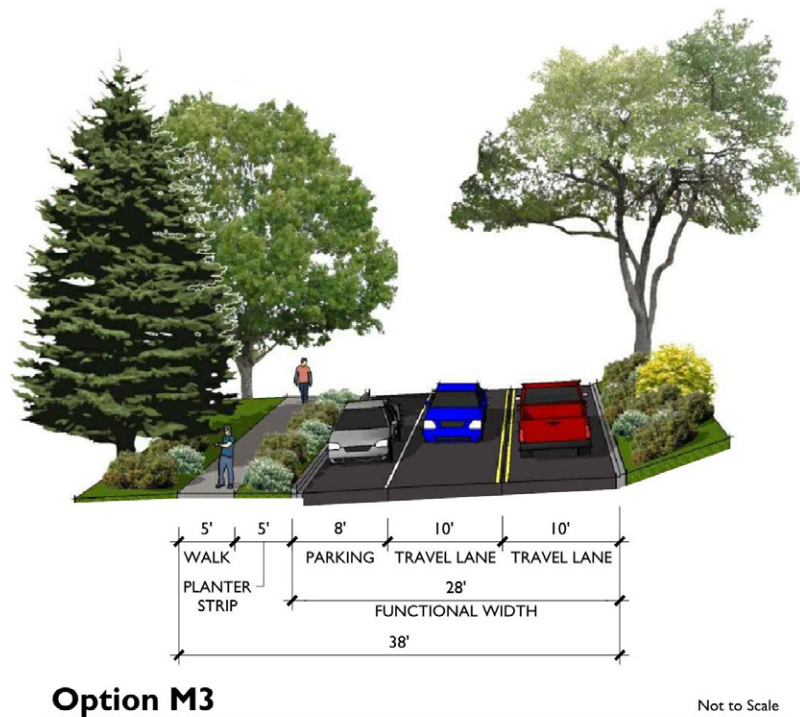 5' 5' 8' 10' 10'
WALK PARKING TRAVEL LANE TRAVEL LANE
PLANTER
STRIP
28'
FUNCTIONAL WIDTH
38'
Option M3
Not to Scale